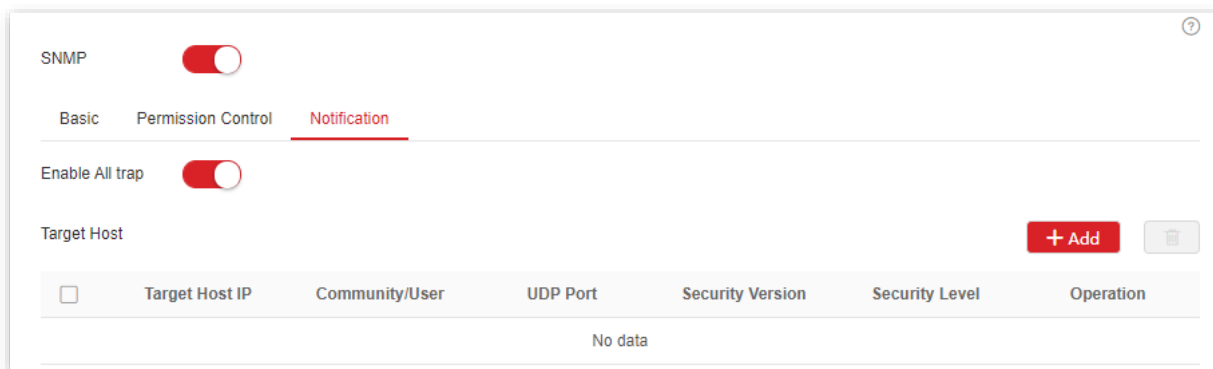 ?
SNMP
Basic Permission Control Notification
Enable All trap
Target Host + Add
Target Host IP Community/User UDP Port Security Version Security Level Operation
No data